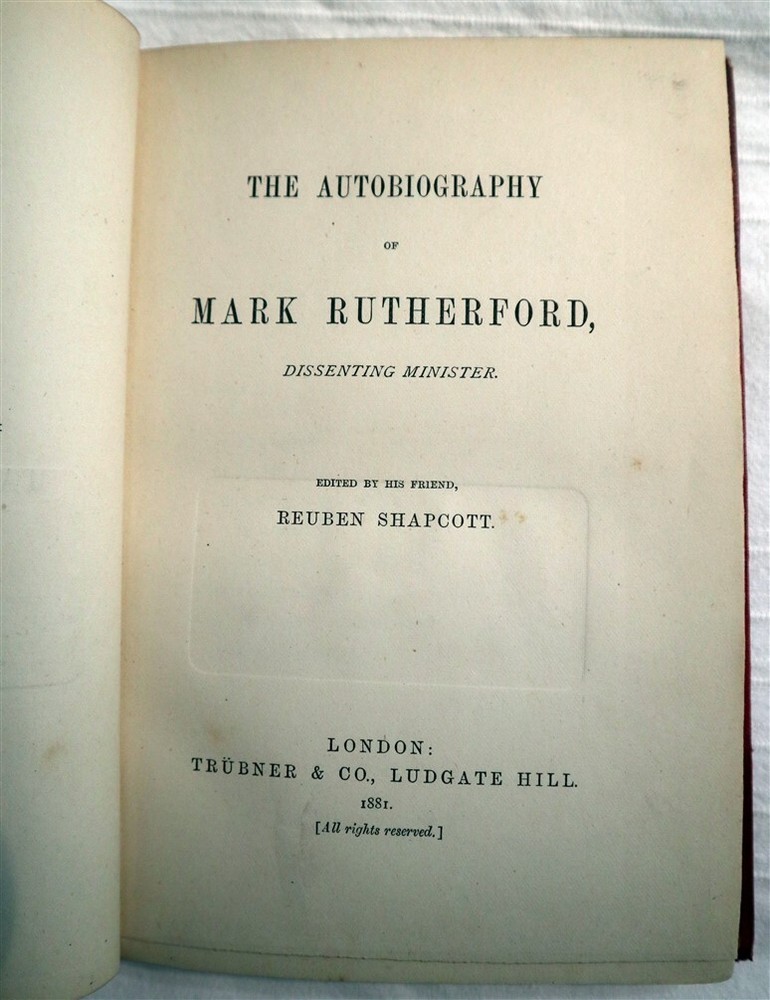 THE AUTOBIOGRAPHY
OF
MARK RUTHERFORD,
DISSENTING MINISTER.
EDITED BY HIS FRIEND,
REUBEN SHAPCOTT.
LONDON:
TRÜBNER & CO., LUDGATE HILL.
1881.
[All rights reserved.]